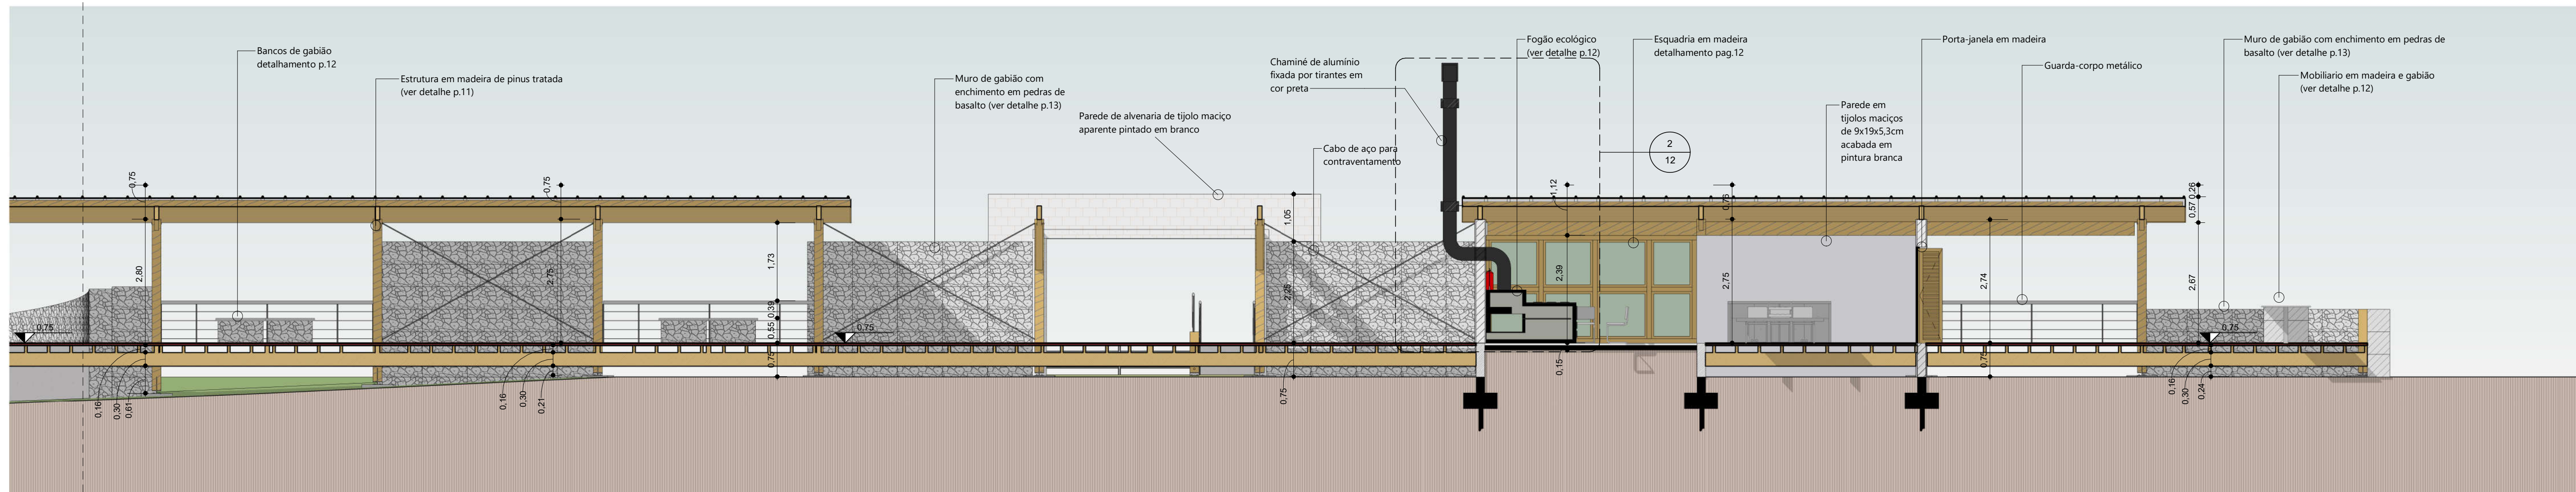 Bancos de gabião
detalhamento p.12
Estrutura em madeira de pinus tratada
(ver detalhe p.11)
Muro de gabião com
enchimento em pedras de
basalto (ver detalhe p.13)
Parede de alvenaria de tijolo maciço
aparente pintado em branco
Chaminé de alumínio
fixada por tirantes em
cor preta
Cabo de aço para
contraventamento
Fogão ecológico
(ver detalhe p.12)
Esquadria em madeira
detalhamento pag.12
2
12
Parede em
tijolos maciços
de 9x19x5,3cm
acabada em
pintura branca
Porta-janela em madeira
Guarda-corpo metálico
Muro de gabião com enchimento em pedras de
basalto (ver detalhe p.13)
Mobiliario em madeira e gabião
(ver detalhe p.12)
0,75
2,80
0,75
0,16
0,30
0,61
0,75
2,75
0,16
0,30
0,21
1,73
0,39
0,55
0,75
0,75
1,05
2,25
0,75
1,12
2,39
0,15
0,75
2,75
2,74
0,75
0,26
0,57
2,67
0,75
0,16
0,30
0,24